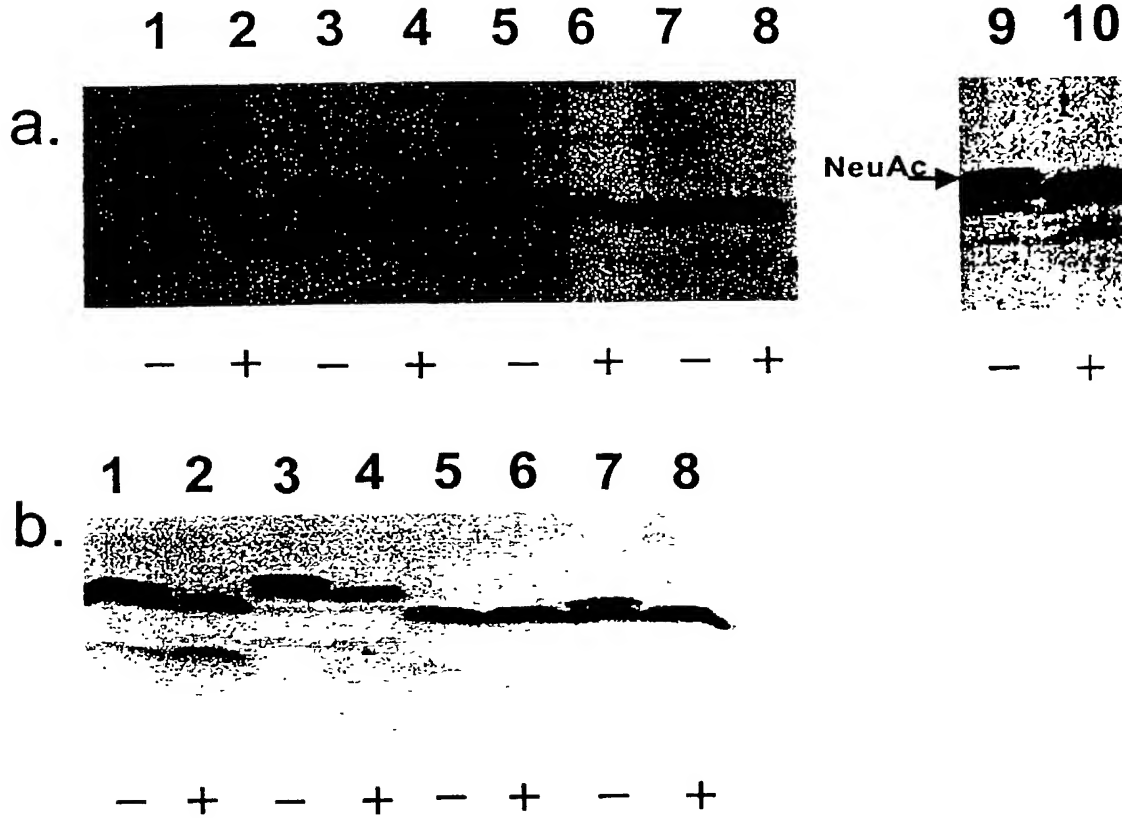 1 2 3 4 5 6 7 8 9 10
a.
NeuAc
− + − + − + − + − +
1 2 3 4 5 6 7 8
b.
− + − + − + − +